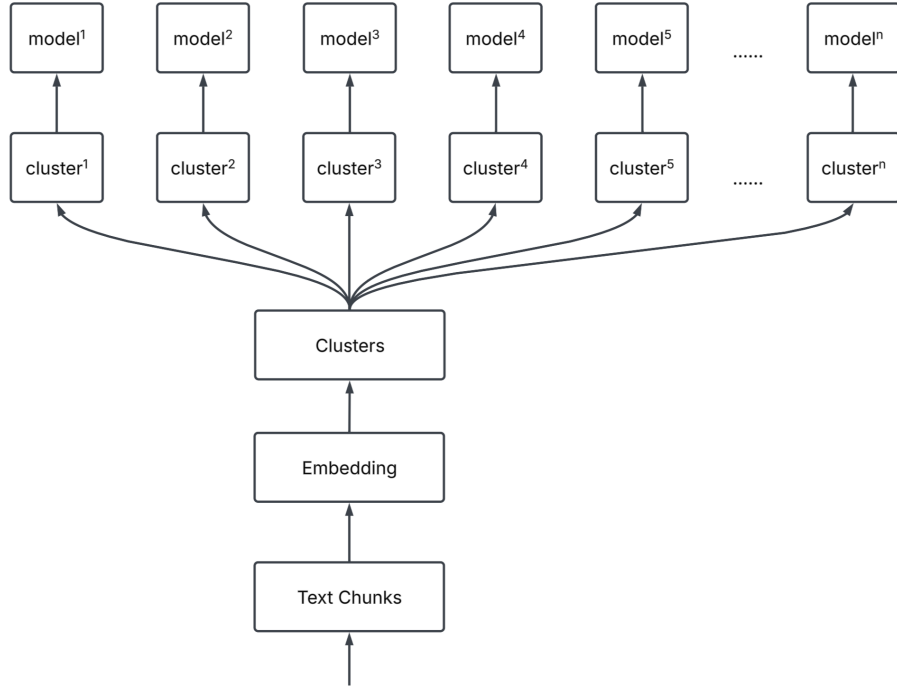 model¹ model² model³ model⁴ model⁵ ...... modelⁿ
cluster¹ cluster² cluster³ cluster⁴ cluster⁵ ...... clusterⁿ
Clusters
Embedding
Text Chunks